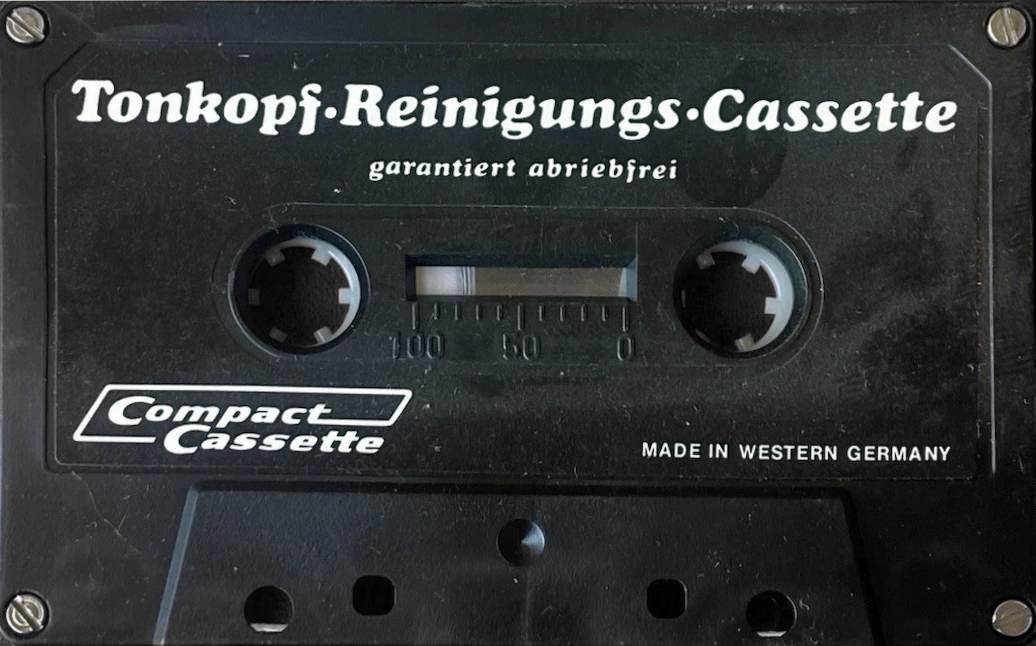 Tonkopf·Reinigungs·Cassette
garantiert abriebfrei
100 50 0
Compact
Cassette
MADE IN WESTERN GERMANY